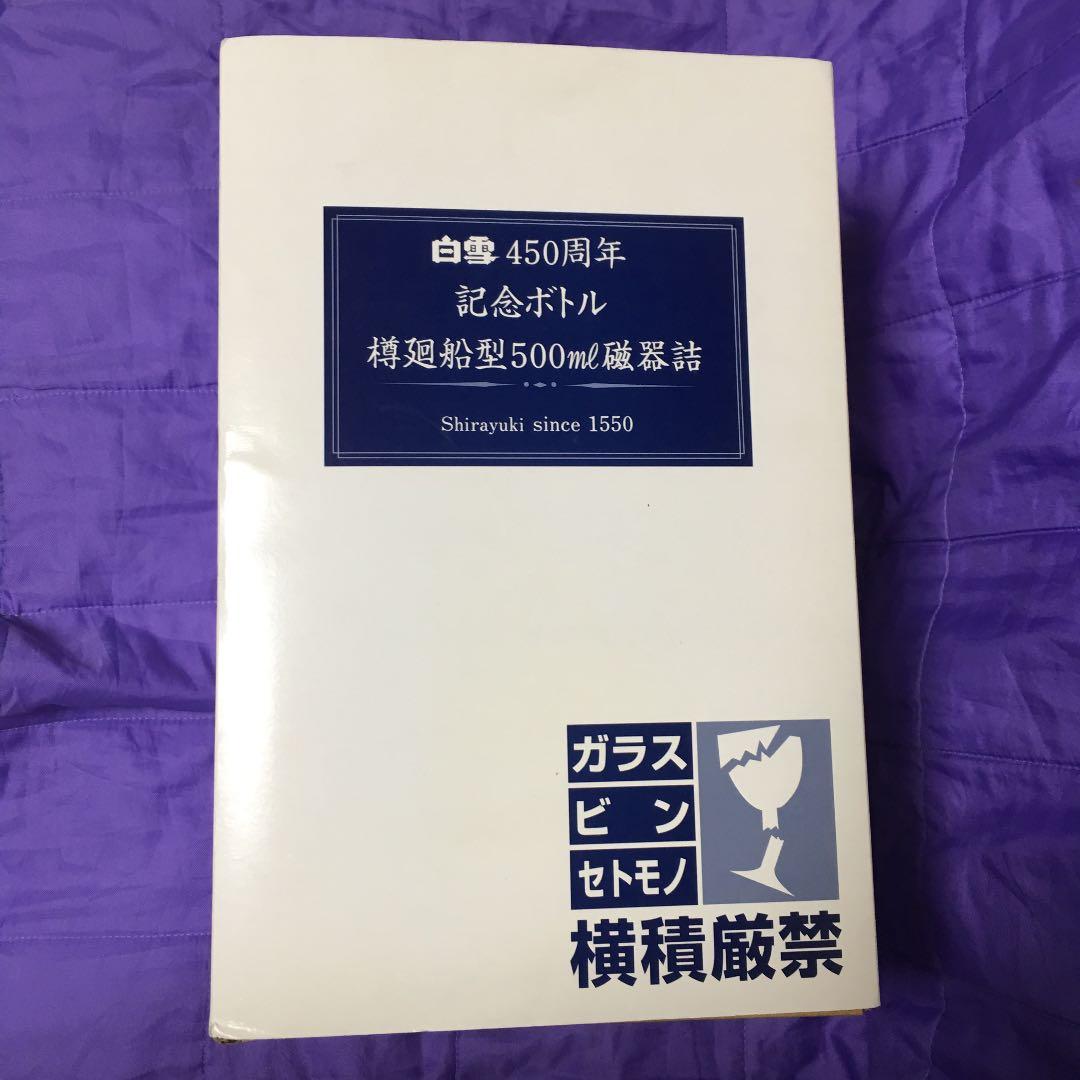 白雪 450周年
記念ボトル
樽廻船型500㎖磁器詰
Shirayuki since 1550
ガラス
ビン
セトモノ
横積厳禁